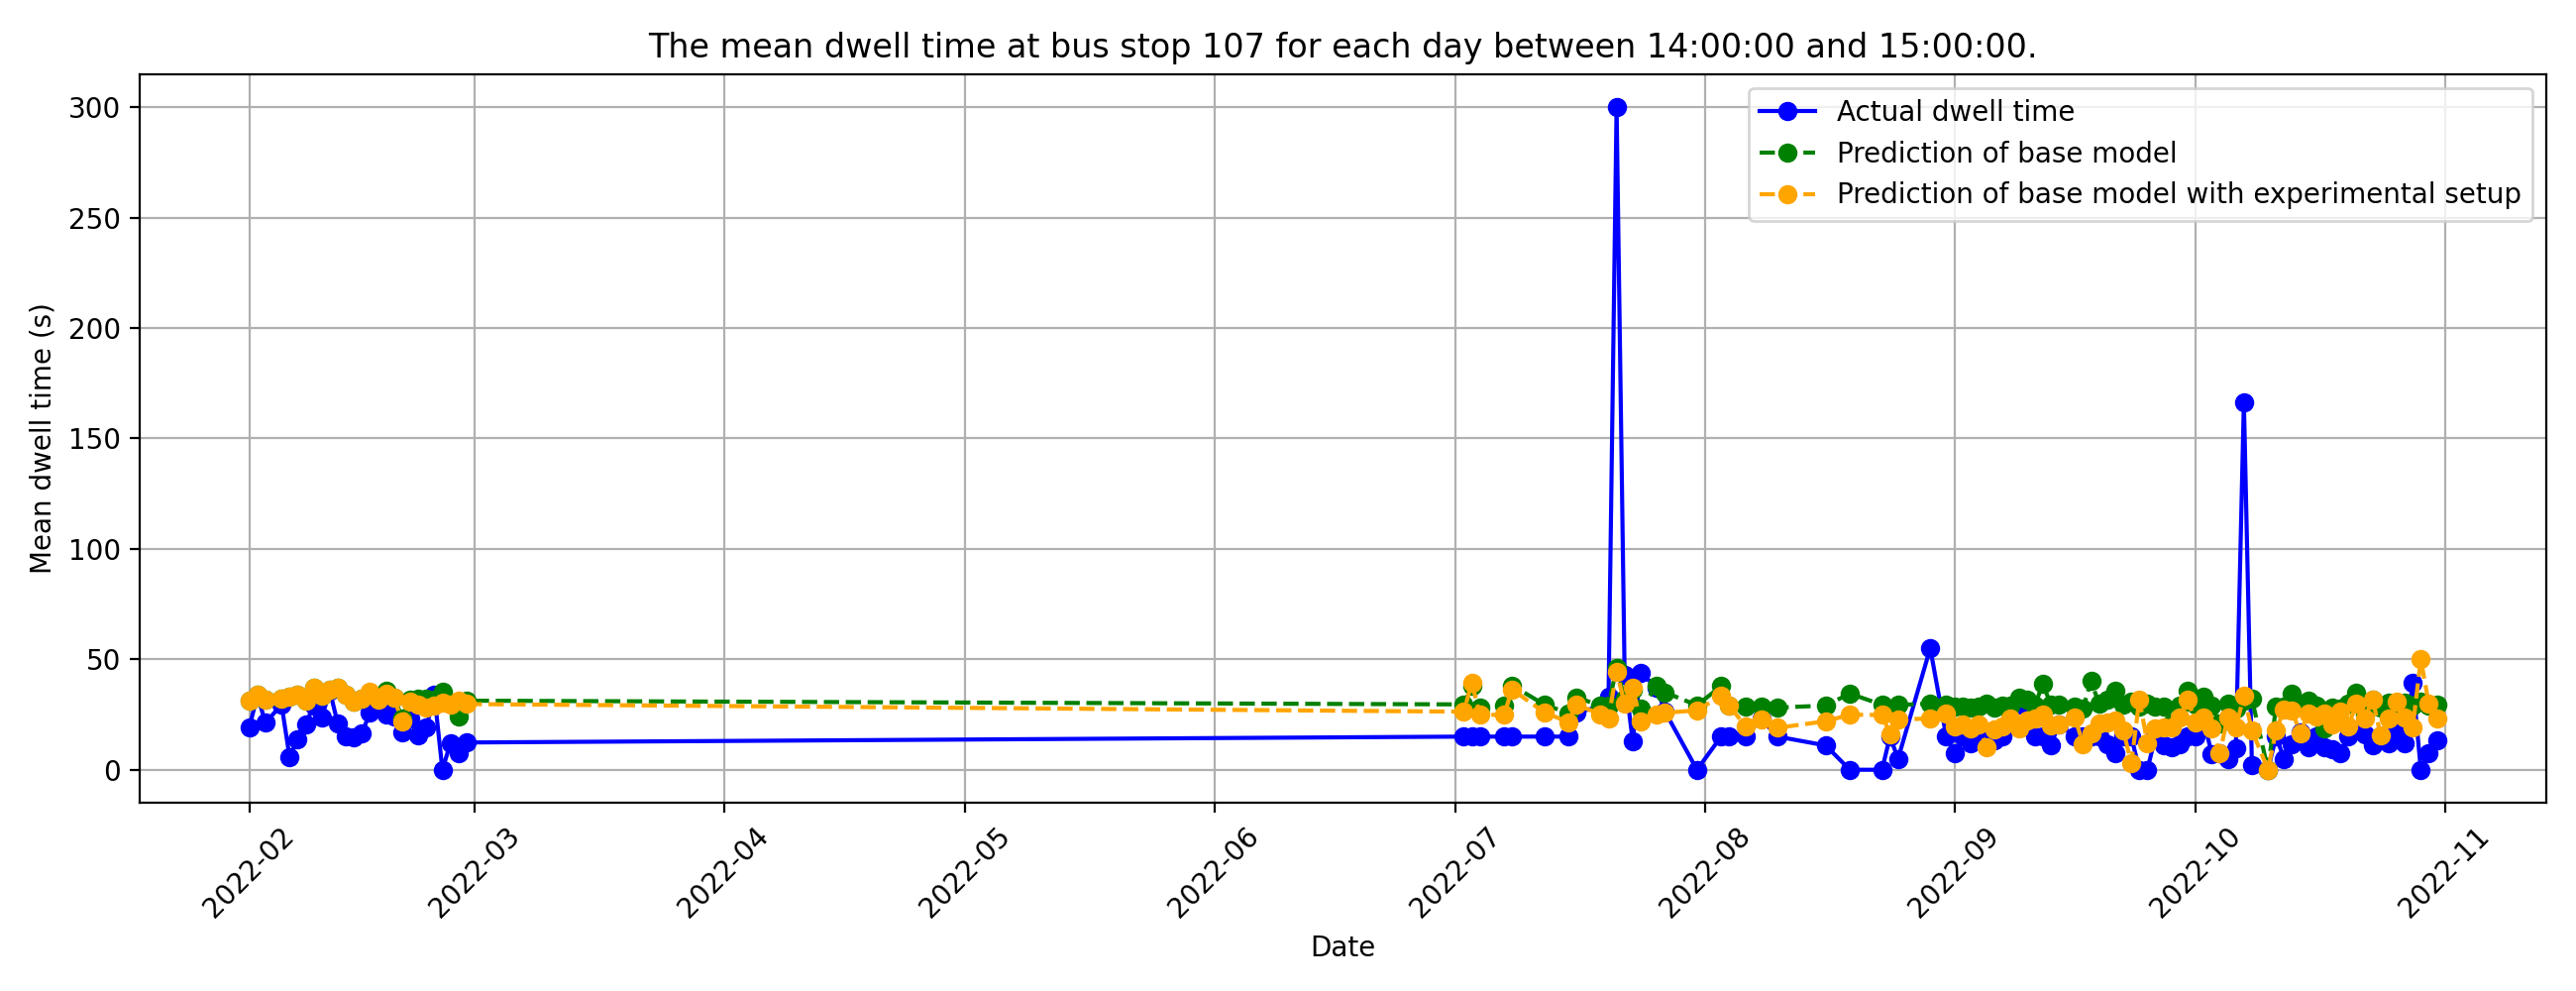 The mean dwell time at bus stop 107 for each day between 14:00:00 and 15:00:00.
Actual dwell time
Prediction of base model
Prediction of base model with experimental setup
Mean dwell time (s)
300
250
200
150
100
50
0
2022-02
2022-03
2022-04
2022-05
2022-06
2022-07
2022-08
2022-09
2022-10
2022-11
Date